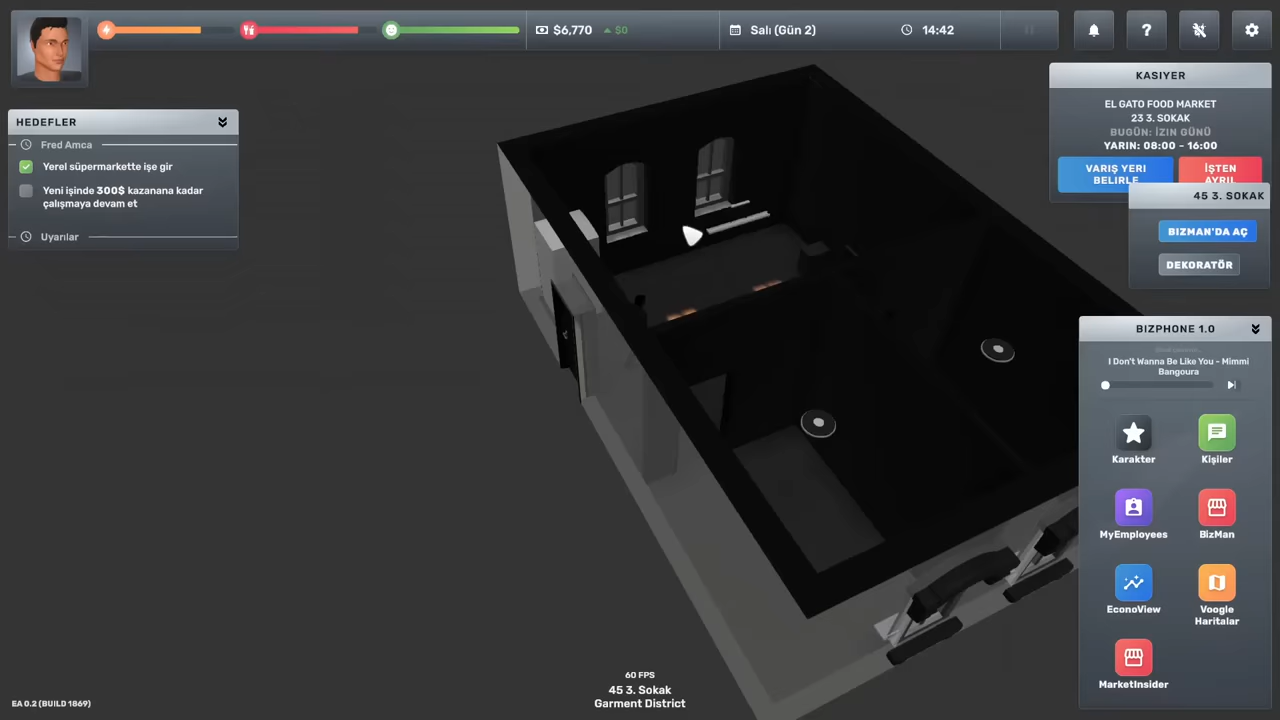 $6,770
$0
Salı (Gün 2)
14:42
?
KASIYER
EL GATO FOOD MARKET
23 3. SOKAK
BUGÜN: İZIN GÜNÜ
YARIN: 08:00 - 16:00
VARIŞ YERI
BELIRLE
İŞTEN
AYRIL
HEDEFLER
Fred Amca
Yerel süpermarkette işe gir
Yeni işinde 300$ kazanana kadar
çalışmaya devam et
Uyarılar
45 3. SOKAK
BIZMAN'DA AÇ
DEKORATÖR
BIZPHONE 1.0
I Don't Wanna Be Like You - Mimmi
Bangoura
Karakter
Kişiler
MyEmployees
BizMan
EconoView
Voogle
Haritalar
MarketInsider
60 FPS
45 3. Sokak
Garment District
EA 0.2 (BUILD 1869)